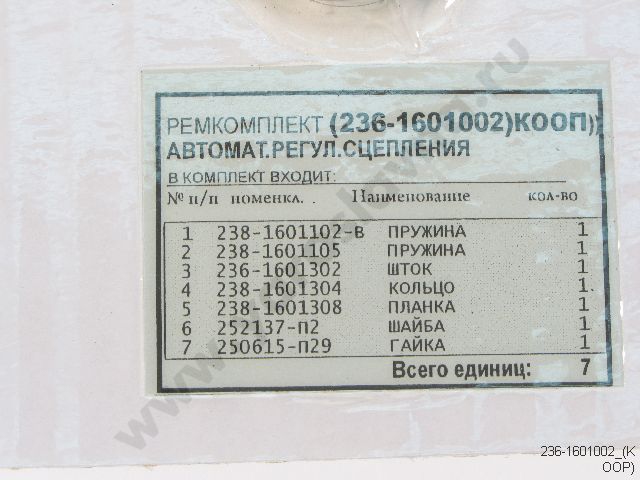 РЕМКОМПЛЕКТ (236-1601002)КООП)
АВТОМАТ.РЕГУЛ.СЦЕПЛЕНИЯ
В КОМПЛЕКТ ВХОДИТ:
№ п/п номенкл. . Наименование кол-во
1 238-1601102-В ПРУЖИНА 1
2 238-1601105 ПРУЖИНА 1
3 236-1601302 ШТОК 1
4 238-1601304 КОЛЬЦО 1
5 238-1601308 ПЛАНКА 1
6 252137-П2 ШАЙБА 1
7 250615-П29 ГАЙКА 1
Всего единиц: 7
236-1601002_(К
ООР)